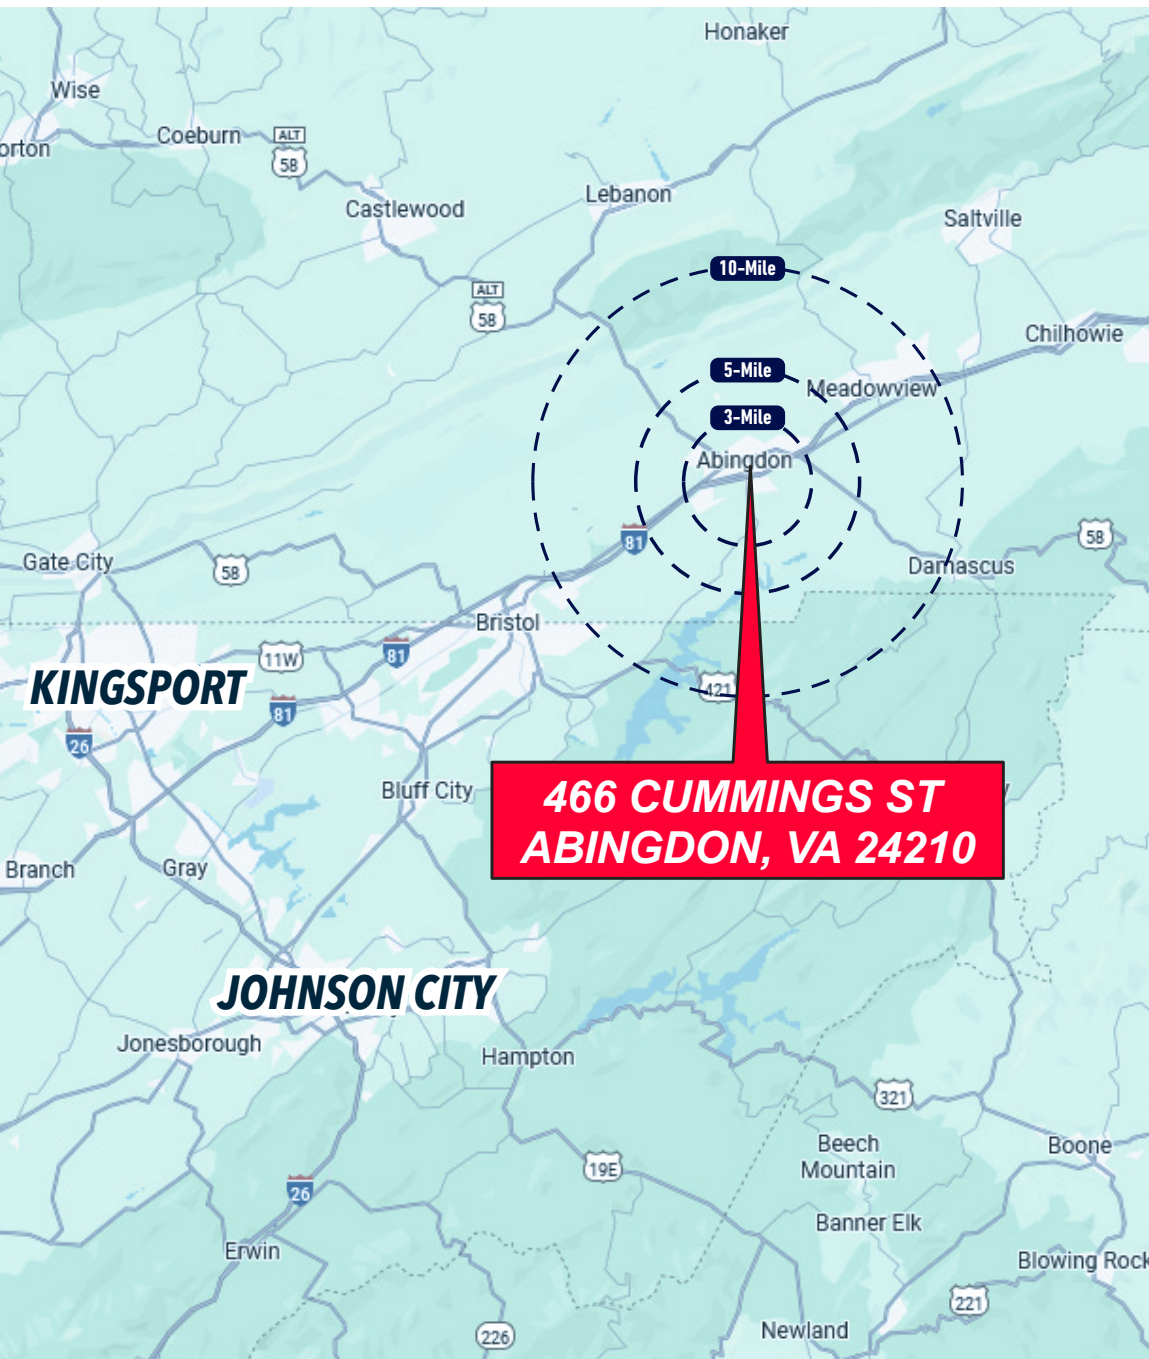 Honaker
Wise
orton
Coeburn
ALT
58
Castlewood
Lebanon
Saltville
10-Mile
ALT
58
Chilhowie
5-Mile
Meadowview
3-Mile
Abingdon
81
58
Gate City
58
Damascus
Bristol
11W
81
KINGSPORT
421
81
26
Bluff City
466 CUMMINGS ST
ABINGDON, VA 24210
Branch
Gray
JOHNSON CITY
Jonesborough
Hampton
321
Beech
Mountain
Boone
19E
26
Banner Elk
Erwin
Blowing Rock
221
226
Newland